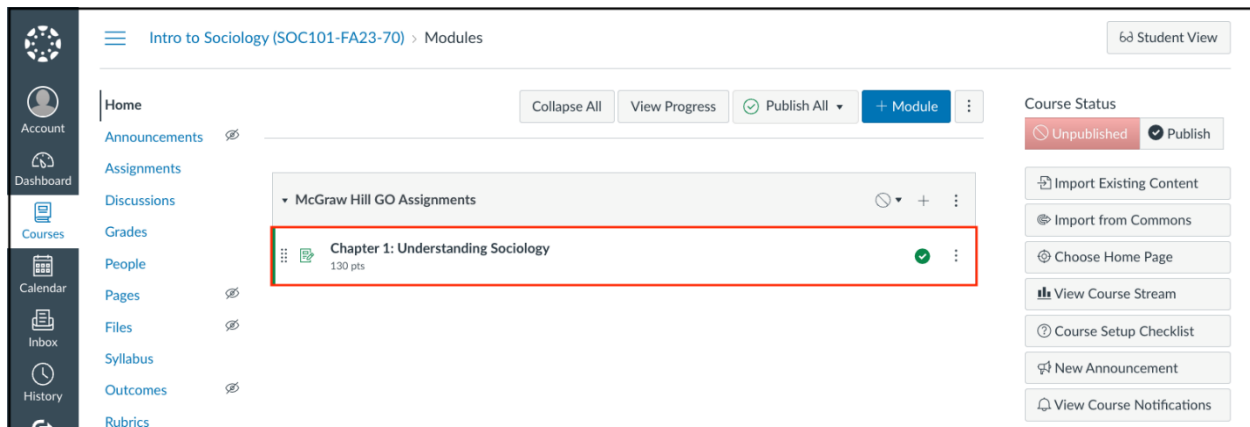 Intro to Sociology (SOC101-FA23-70) > Modules
Student View
Account
Dashboard
Courses
Calendar
Inbox
History
Home
Announcements
Assignments
Discussions
Grades
People
Pages
Files
Syllabus
Outcomes
Rubrics
Collapse All
View Progress
Publish All
+ Module
McGraw Hill GO Assignments
Chapter 1: Understanding Sociology
130 pts
Course Status
Unpublished
Publish
Import Existing Content
Import from Commons
Choose Home Page
View Course Stream
Course Setup Checklist
New Announcement
View Course Notifications